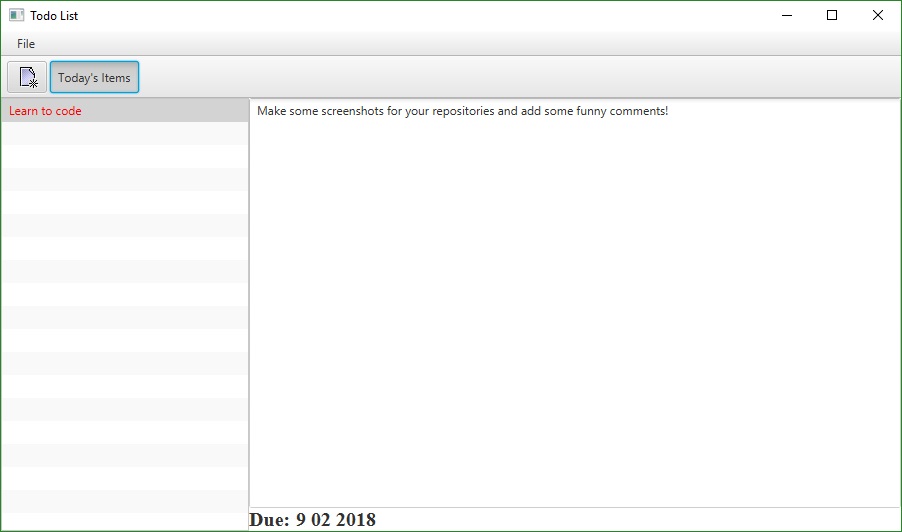 Todo List
File
Today's Items
Learn to code
Make some screenshots for your repositories and add some funny comments!
Due: 9 02 2018